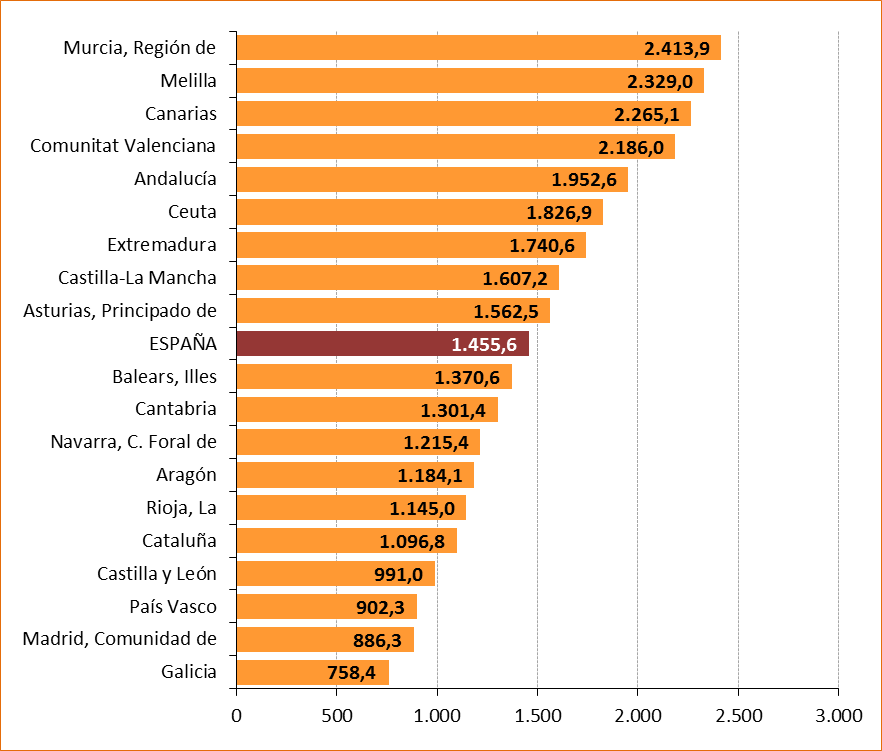 Murcia, Región de 2.413,9
Melilla 2.329,0
Canarias 2.265,1
Comunitat Valenciana 2.186,0
Andalucía 1.952,6
Ceuta 1.826,9
Extremadura 1.740,6
Castilla-La Mancha 1.607,2
Asturias, Principado de 1.562,5
ESPAÑA 1.455,6
Balears, Illes 1.370,6
Cantabria 1.301,4
Navarra, C. Foral de 1.215,4
Aragón 1.184,1
Rioja, La 1.145,0
Cataluña 1.096,8
Castilla y León 991,0
País Vasco 902,3
Madrid, Comunidad de 886,3
Galicia 758,4
0 500 1.000 1.500 2.000 2.500 3.000